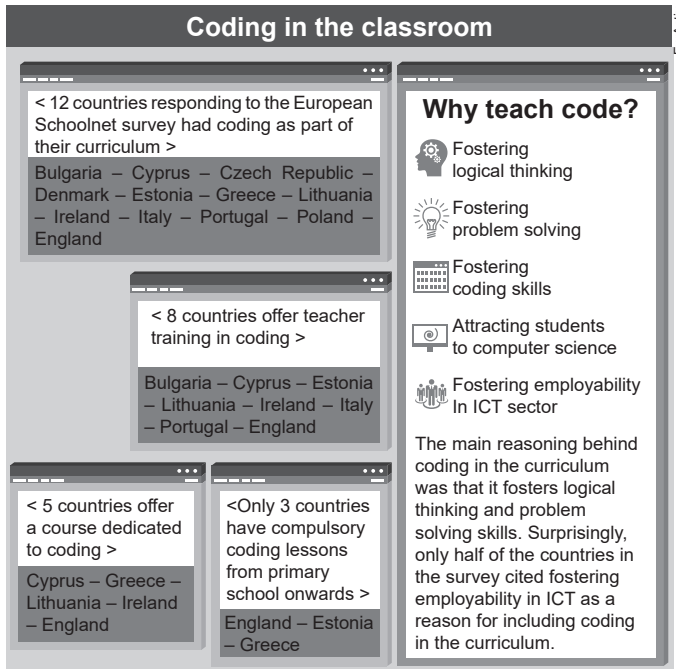 Coding in the classroom
< 12 countries responding to the European
Schoolnet survey had coding as part of
their curriculum >
Bulgaria – Cyprus – Czech Republic –
Denmark – Estonia – Greece – Lithuania
– Ireland – Italy – Portugal – Poland –
England
< 8 countries offer teacher
training in coding >
Bulgaria – Cyprus – Estonia
– Lithuania – Ireland – Italy
– Portugal – England
< 5 countries offer
a course dedicated
to coding >
Cyprus – Greece –
Lithuania – Ireland
– England
<Only 3 countries
have compulsory
coding lessons
from primary
school onwards >
England – Estonia
– Greece
Why teach code?
Fostering
logical thinking
Fostering
problem solving
Fostering
coding skills
Attracting students
to computer science
Fostering employability
In ICT sector
The main reasoning behind
coding in the curriculum
was that it fosters logical
thinking and problem
solving skills. Surprisingly,
only half of the countries in
the survey cited fostering
employability in ICT as a
reason for including coding
in the curriculum.